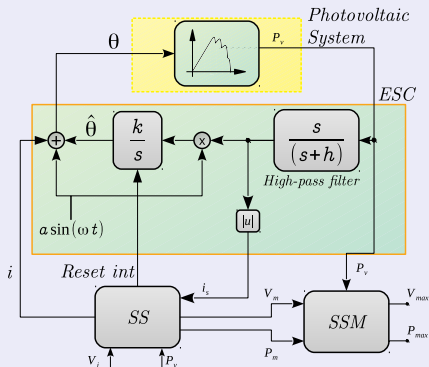 Photovoltaic
System
θ
P_v
ESC
θ̂
+
k
s
x
s
(s+h)
High-pass filter
a sin(ω t)
|u|
i
Reset int
i_s
P_v
V_m
V_max
SS
SSM
P_max
P_m
V_i
P_v